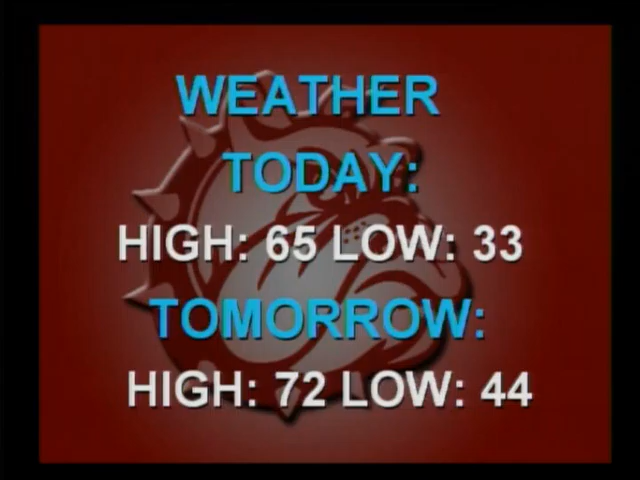 WEATHER
TODAY:
HIGH: 65 LOW: 33
TOMORROW:
HIGH: 72 LOW: 44